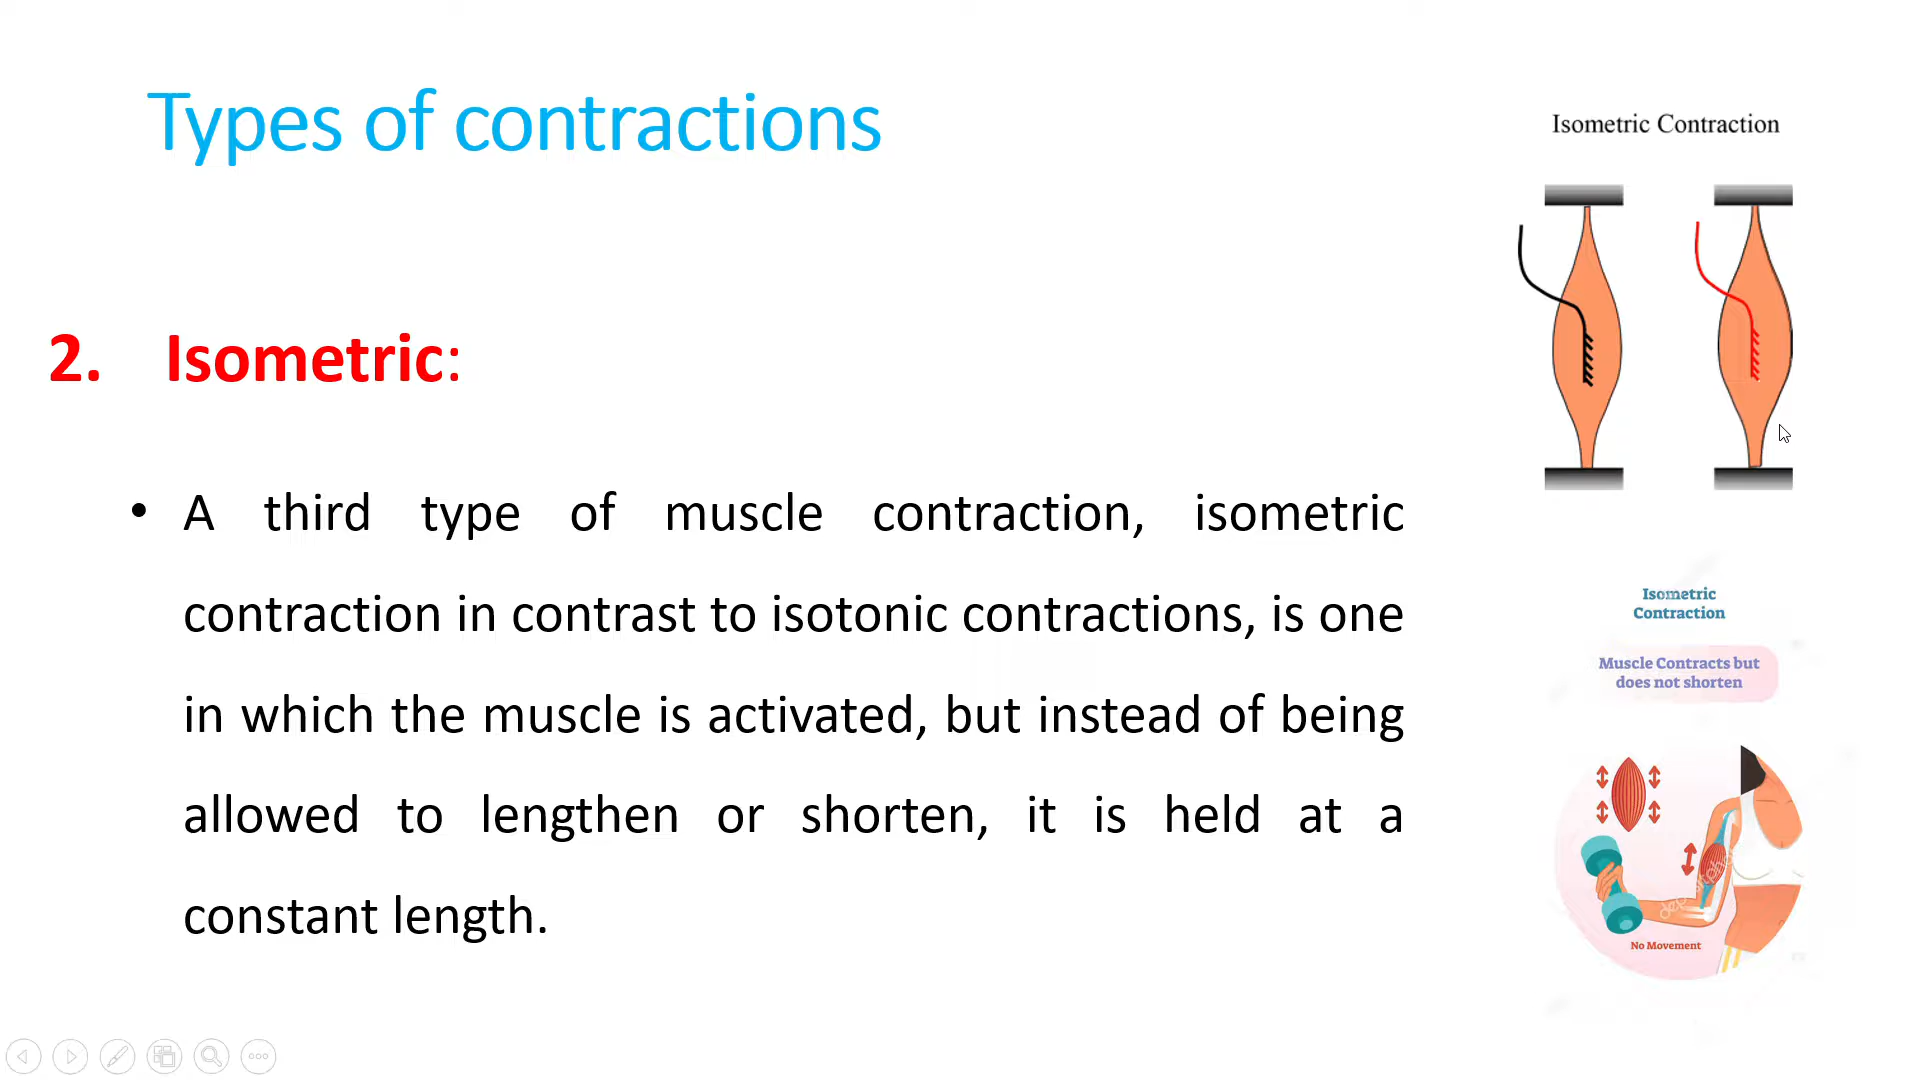 Types of contractions
Isometric Contraction
2. Isometric:
• A third type of muscle contraction, isometric
contraction in contrast to isotonic contractions, is one
in which the muscle is activated, but instead of being
allowed to lengthen or shorten, it is held at a
constant length.
Isometric
Contraction
Muscle Contracts but
does not shorten
No Movement